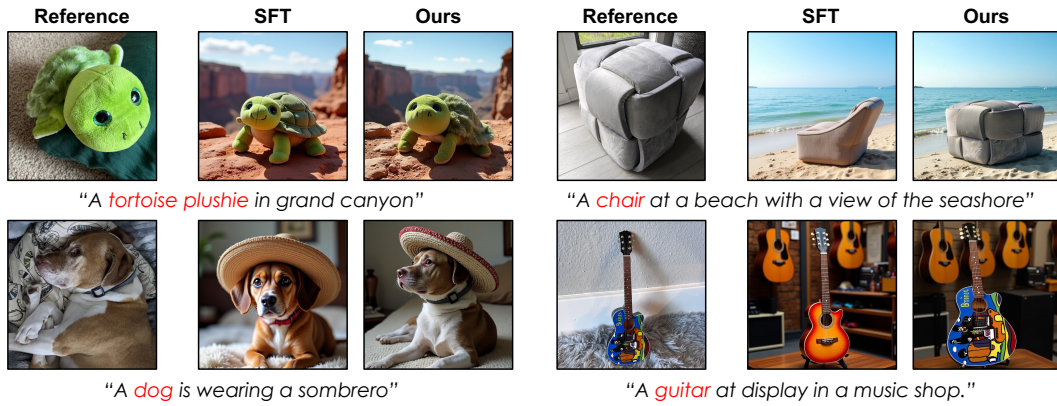 Reference SFT Ours Reference SFT Ours
“A tortoise plushie in grand canyon” “A chair at a beach with a view of the seashore”
“A dog is wearing a sombrero” “A guitar at display in a music shop.”